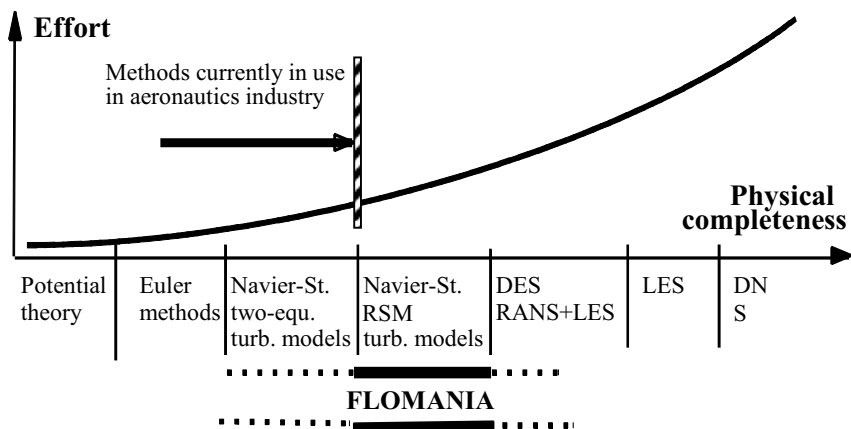 Effort
Methods currently in use
in aeronautics industry
Physical
completeness
Potential
theory
Euler
methods
Navier-St.
two-equ.
turb. models
Navier-St.
RSM
turb. models
DES
RANS+LES
LES
DN
S
FLOMANIA